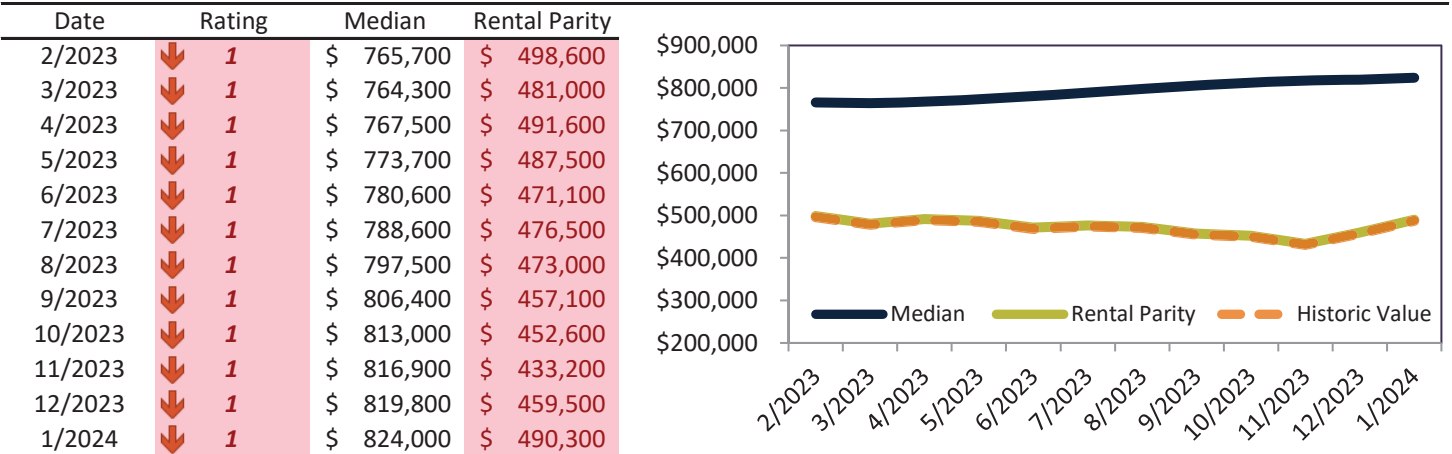 Date Rating Median Rental Parity
2/2023 1 $ 765,700 $ 498,600
3/2023 1 $ 764,300 $ 481,000
4/2023 1 $ 767,500 $ 491,600
5/2023 1 $ 773,700 $ 487,500
6/2023 1 $ 780,600 $ 471,100
7/2023 1 $ 788,600 $ 476,500
8/2023 1 $ 797,500 $ 473,000
9/2023 1 $ 806,400 $ 457,100
10/2023 1 $ 813,000 $ 452,600
11/2023 1 $ 816,900 $ 433,200
12/2023 1 $ 819,800 $ 459,500
1/2024 1 $ 824,000 $ 490,300
$900,000
$800,000
$700,000
$600,000
$500,000
$400,000
$300,000
$200,000
Median Rental Parity Historic Value
2/2023 3/2023 4/2023 5/2023 6/2023 7/2023 8/2023 9/2023 10/2023 11/2023 12/2023 1/2024